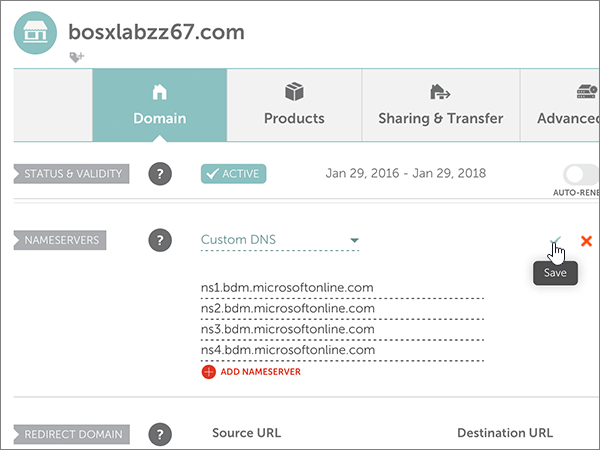 bosxlabzz67.com
Domain
Products
Sharing & Transfer
Advanced
STATUS & VALIDITY
?
ACTIVE
Jan 29, 2016 - Jan 29, 2018
AUTO-RENE
NAMESERVERS
?
Custom DNS
Save
ns1.bdm.microsoftonline.com
ns2.bdm.microsoftonline.com
ns3.bdm.microsoftonline.com
ns4.bdm.microsoftonline.com
ADD NAMESERVER
REDIRECT DOMAIN
?
Source URL
Destination URL